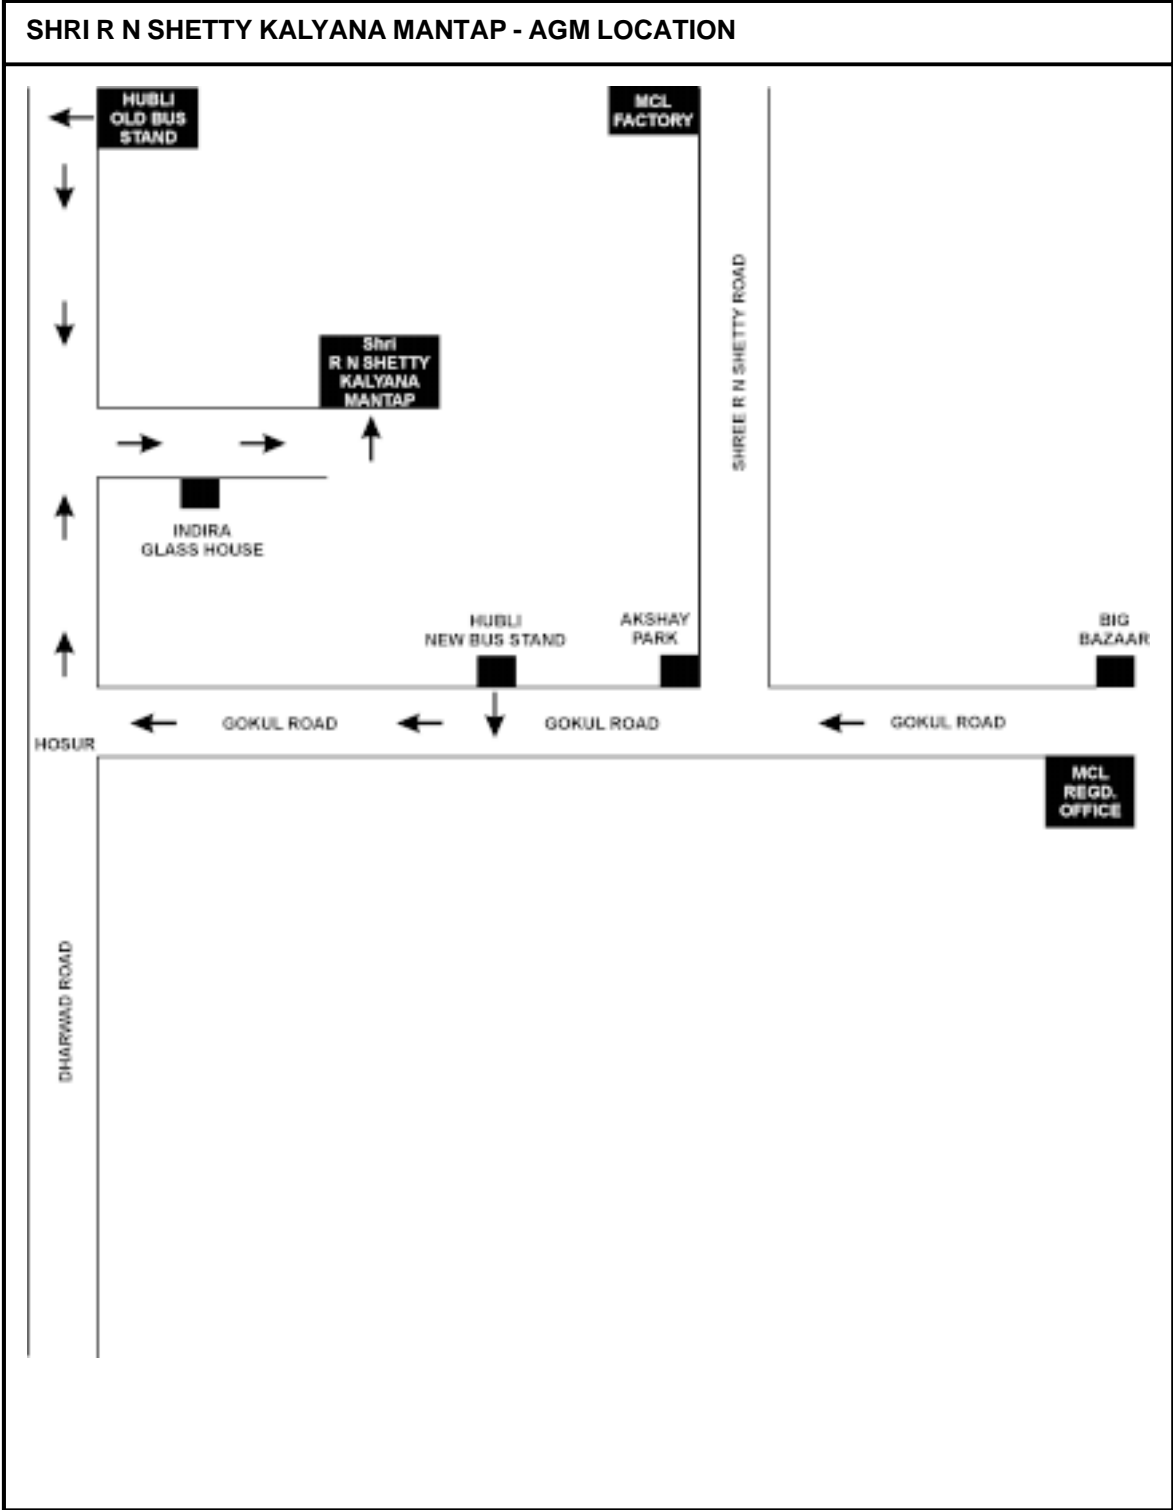 SHRI R N SHETTY KALYANA MANTAP - AGM LOCATION
HUBLI
OLD BUS
STAND
MCL
FACTORY
SHREE R N SHETTY ROAD
Shri
R N SHETTY
KALYANA
MANTAP
INDIRA
GLASS HOUSE
HUBLI
NEW BUS STAND
AKSHAY
PARK
BIG
BAZAAR
GOKUL ROAD
GOKUL ROAD
GOKUL ROAD
HOSUR
MCL
REGD.
OFFICE
DHARWAD ROAD